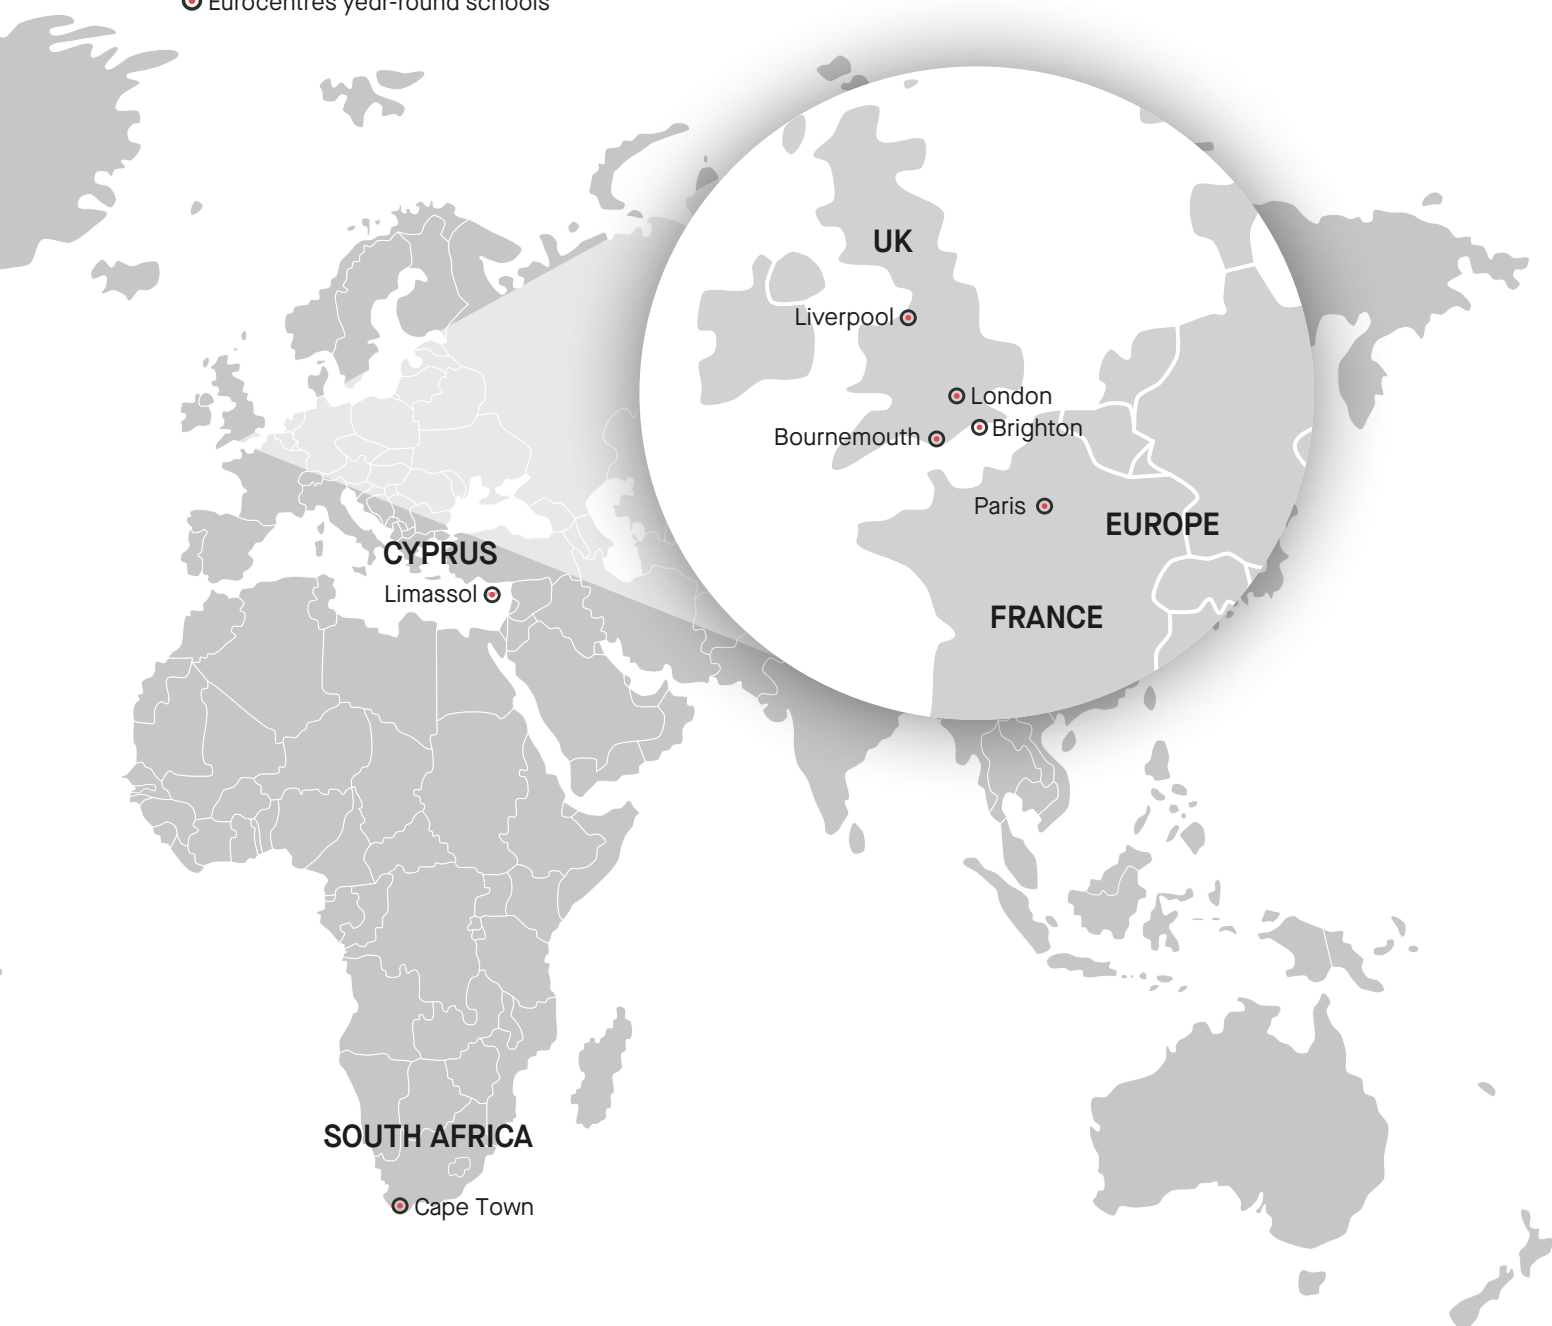 Eurocentres year-round schools
UK
Liverpool
London
Brighton
Bournemouth
Paris
EUROPE
CYPRUS
Limassol
FRANCE
SOUTH AFRICA
Cape Town